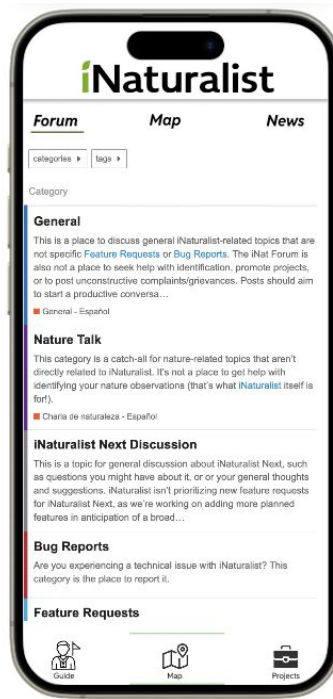 iNaturalist
Forum Map News
categories tags
Category
General
This is a place to discuss general iNaturalist-related topics that are
not specific Feature Requests or Bug Reports. The iNat Forum is
also not a place to seek help with identification, promote projects,
or to post unconstructive complaints/grievances. Posts should aim
to start a productive conversa…
General - Español
Nature Talk
This category is a catch-all for nature-related topics that aren’t
directly related to iNaturalist. It's not a place to get help with
identifying your nature observations (that’s what iNaturalist itself is
for!).
Charla de naturaleza - Español
iNaturalist Next Discussion
This is a topic for general discussion about iNaturalist Next, such
as questions you might have about it, or or your general thoughts
and suggestions. iNaturalist isn’t prioritizing new feature requests
for iNaturalist Next, as we’re working on adding more planned
features in anticipation of a broad…
Bug Reports
Are you experiencing a technical issue with iNaturalist? This
category is the place to report it.
Feature Requests
Guide Map Projects